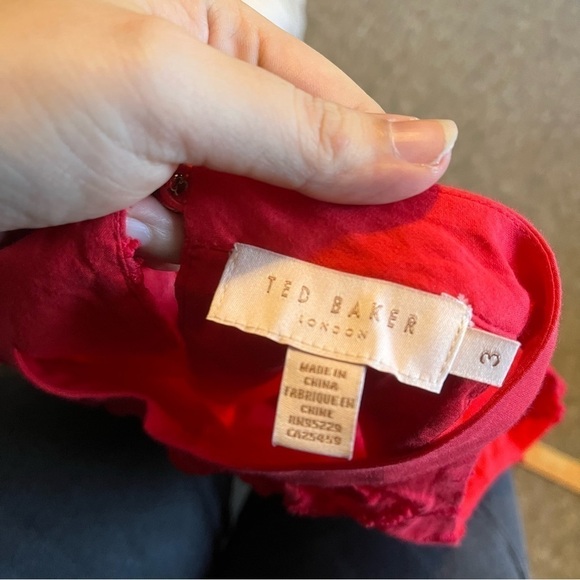 TED BAKER
LONDON
3
MADE IN
CHINA
FABRIQUE EN
CHINE
RN95229
CA25459